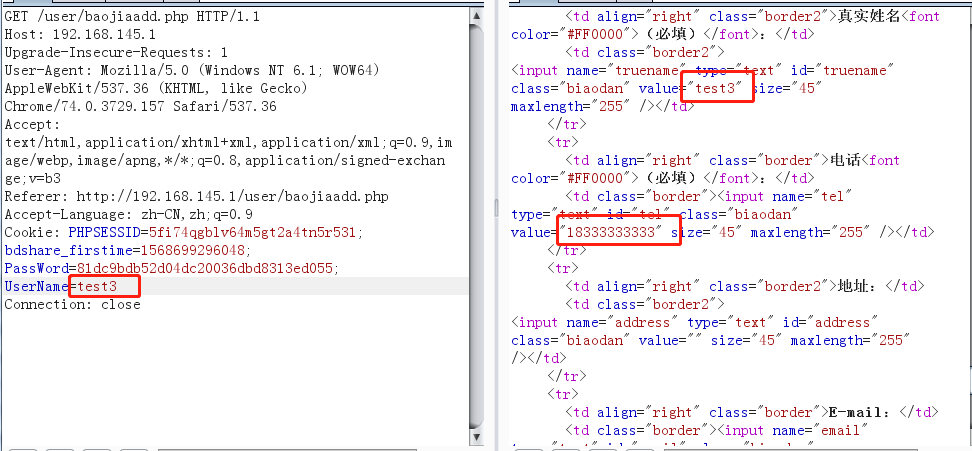 GET /user/baojiaadd.php HTTP/1.1
Host: 192.168.145.1
Upgrade-Insecure-Requests: 1
User-Agent: Mozilla/5.0 (Windows NT 6.1; WOW64)
AppleWebKit/537.36 (KHTML, like Gecko)
Chrome/74.0.3729.157 Safari/537.36
Accept:
text/html,application/xhtml+xml,application/xml;q=0.9,im
age/webp,image/apng,*/*;q=0.8,application/signed-exchan
ge;v=b3
Referer: http://192.168.145.1/user/baojiaadd.php
Accept-Language: zh-CN,zh;q=0.9
Cookie: PHPSESSID=5fi74qgblv64m5gt2a4tn5r531;
bdshare_firstime=1568699296048;
PassWord=81dc9bdb52d04dc20036dbd8313ed055;
UserName=test3
Connection: close
<td align="right" class="border2">真实姓名<font
color="#FF0000">（必填）</font>：</td>
<td class="border2">
<input name="truename" type="text" id="truename"
class="biaodan" value="test3" size="45"
maxlength="255" /></td>
</tr>
<tr>
<td align="right" class="border">电话<font
color="#FF0000">（必填）</font>：</td>
<td class="border"><input name="tel"
type="text" id="tel" class="biaodan"
value="18333333333" size="45" maxlength="255" /></td>
</tr>
<tr>
<td align="right" class="border2">地址：</td>
<td class="border2">
<input name="address" type="text" id="address"
class="biaodan" value="" size="45" maxlength="255"
/></td>
</tr>
<tr>
<td align="right" class="border">E-mail：</td>
<td class="border"><input name="email"